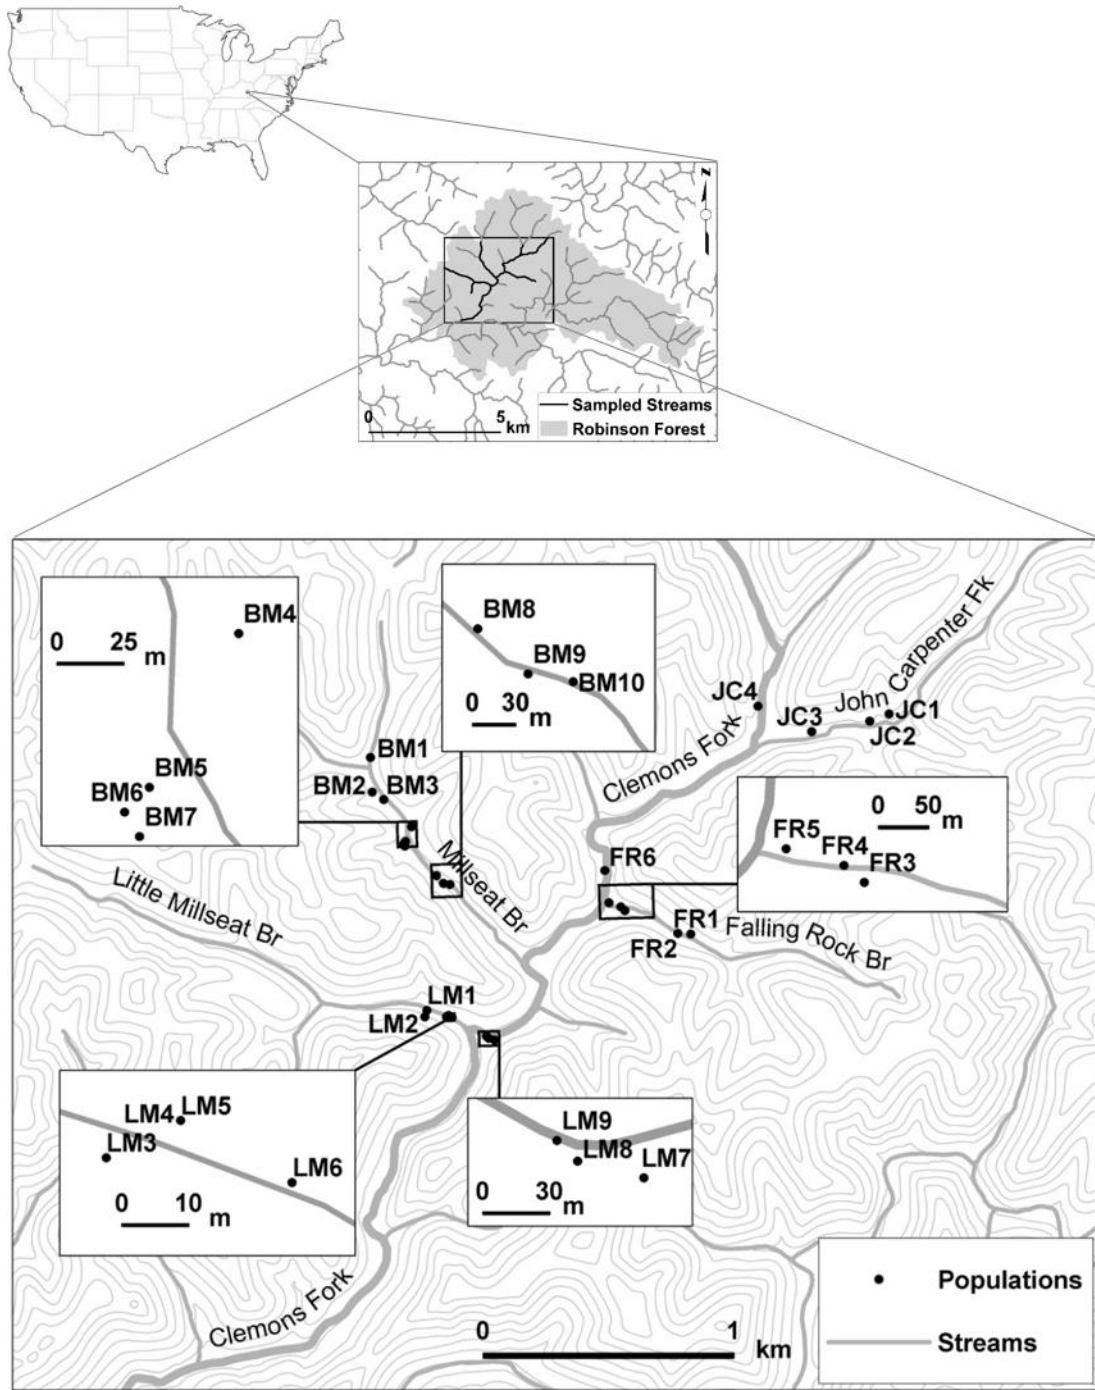 N
Sampled Streams
Robinson Forest
0 5 km
BM4
0 25 m
BM5
BM6
BM7
BM8
BM9
BM10
0 30 m
JC4
JC3
JC1
JC2
John Carpenter Fk
Clemons Fork
BM1
BM2
BM3
Millseat Br
Little Millseat Br
0 50 m
FR5
FR4
FR3
FR6
FR1
FR2
Falling Rock Br
LM1
LM2
LM4
LM5
LM3
LM6
0 10 m
LM9
LM8
LM7
0 30 m
Clemons Fork
0 1 km
Populations
Streams